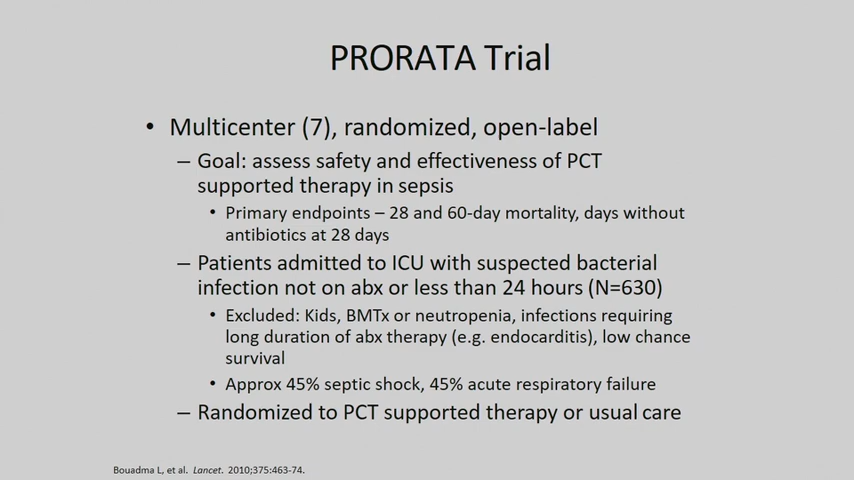 PRORATA Trial
• Multicenter (7), randomized, open-label
– Goal: assess safety and effectiveness of PCT
supported therapy in sepsis
• Primary endpoints – 28 and 60-day mortality, days without
antibiotics at 28 days
– Patients admitted to ICU with suspected bacterial
infection not on abx or less than 24 hours (N=630)
• Excluded: Kids, BMTx or neutropenia, infections requiring
long duration of abx therapy (e.g. endocarditis), low chance
survival
• Approx 45% septic shock, 45% acute respiratory failure
– Randomized to PCT supported therapy or usual care
Bouadma L, et al. Lancet. 2010;375:463-74.